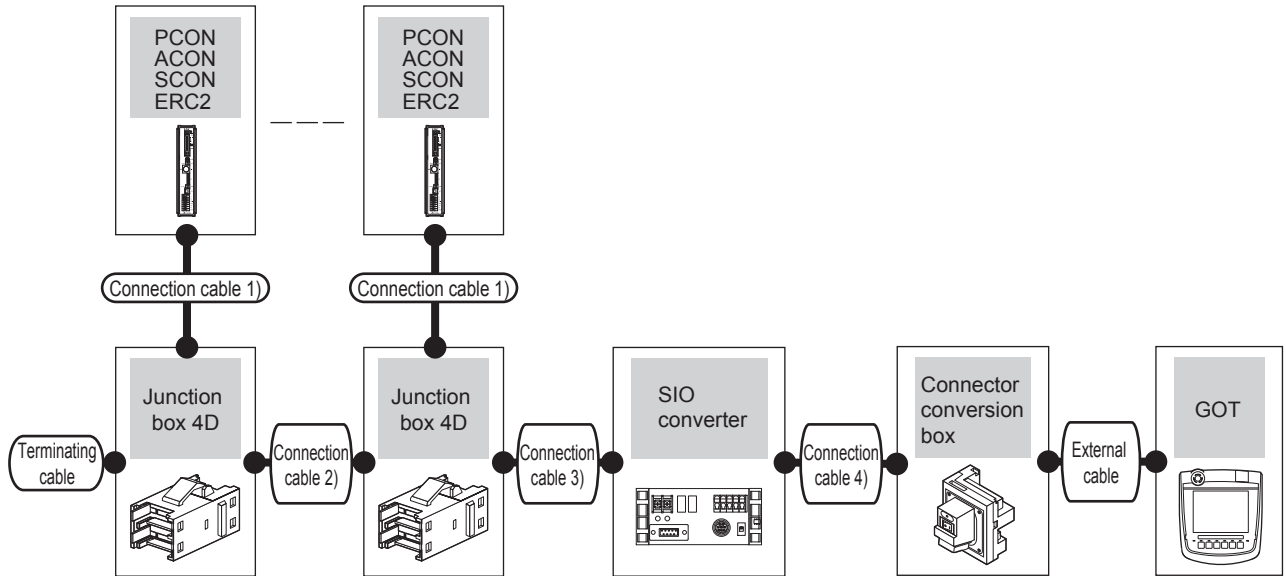 PCON
ACON
SCON
ERC2
PCON
ACON
SCON
ERC2
Connection cable 1)
Connection cable 1)
Terminating
cable
Junction
box 4D
Connection
cable 2)
Junction
box 4D
Connection
cable 3)
SIO
converter
Connection
cable 4)
Connector
conversion
box
External
cable
GOT